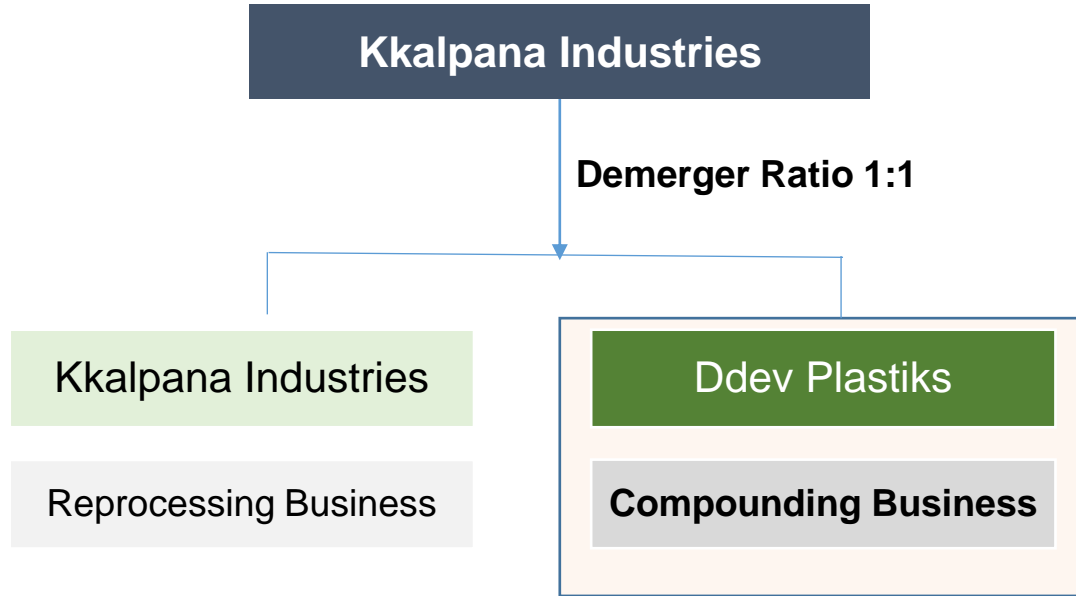 Kkalpana Industries
Demerger Ratio 1:1
Kkalpana Industries
Ddev Plastiks
Reprocessing Business
Compounding Business